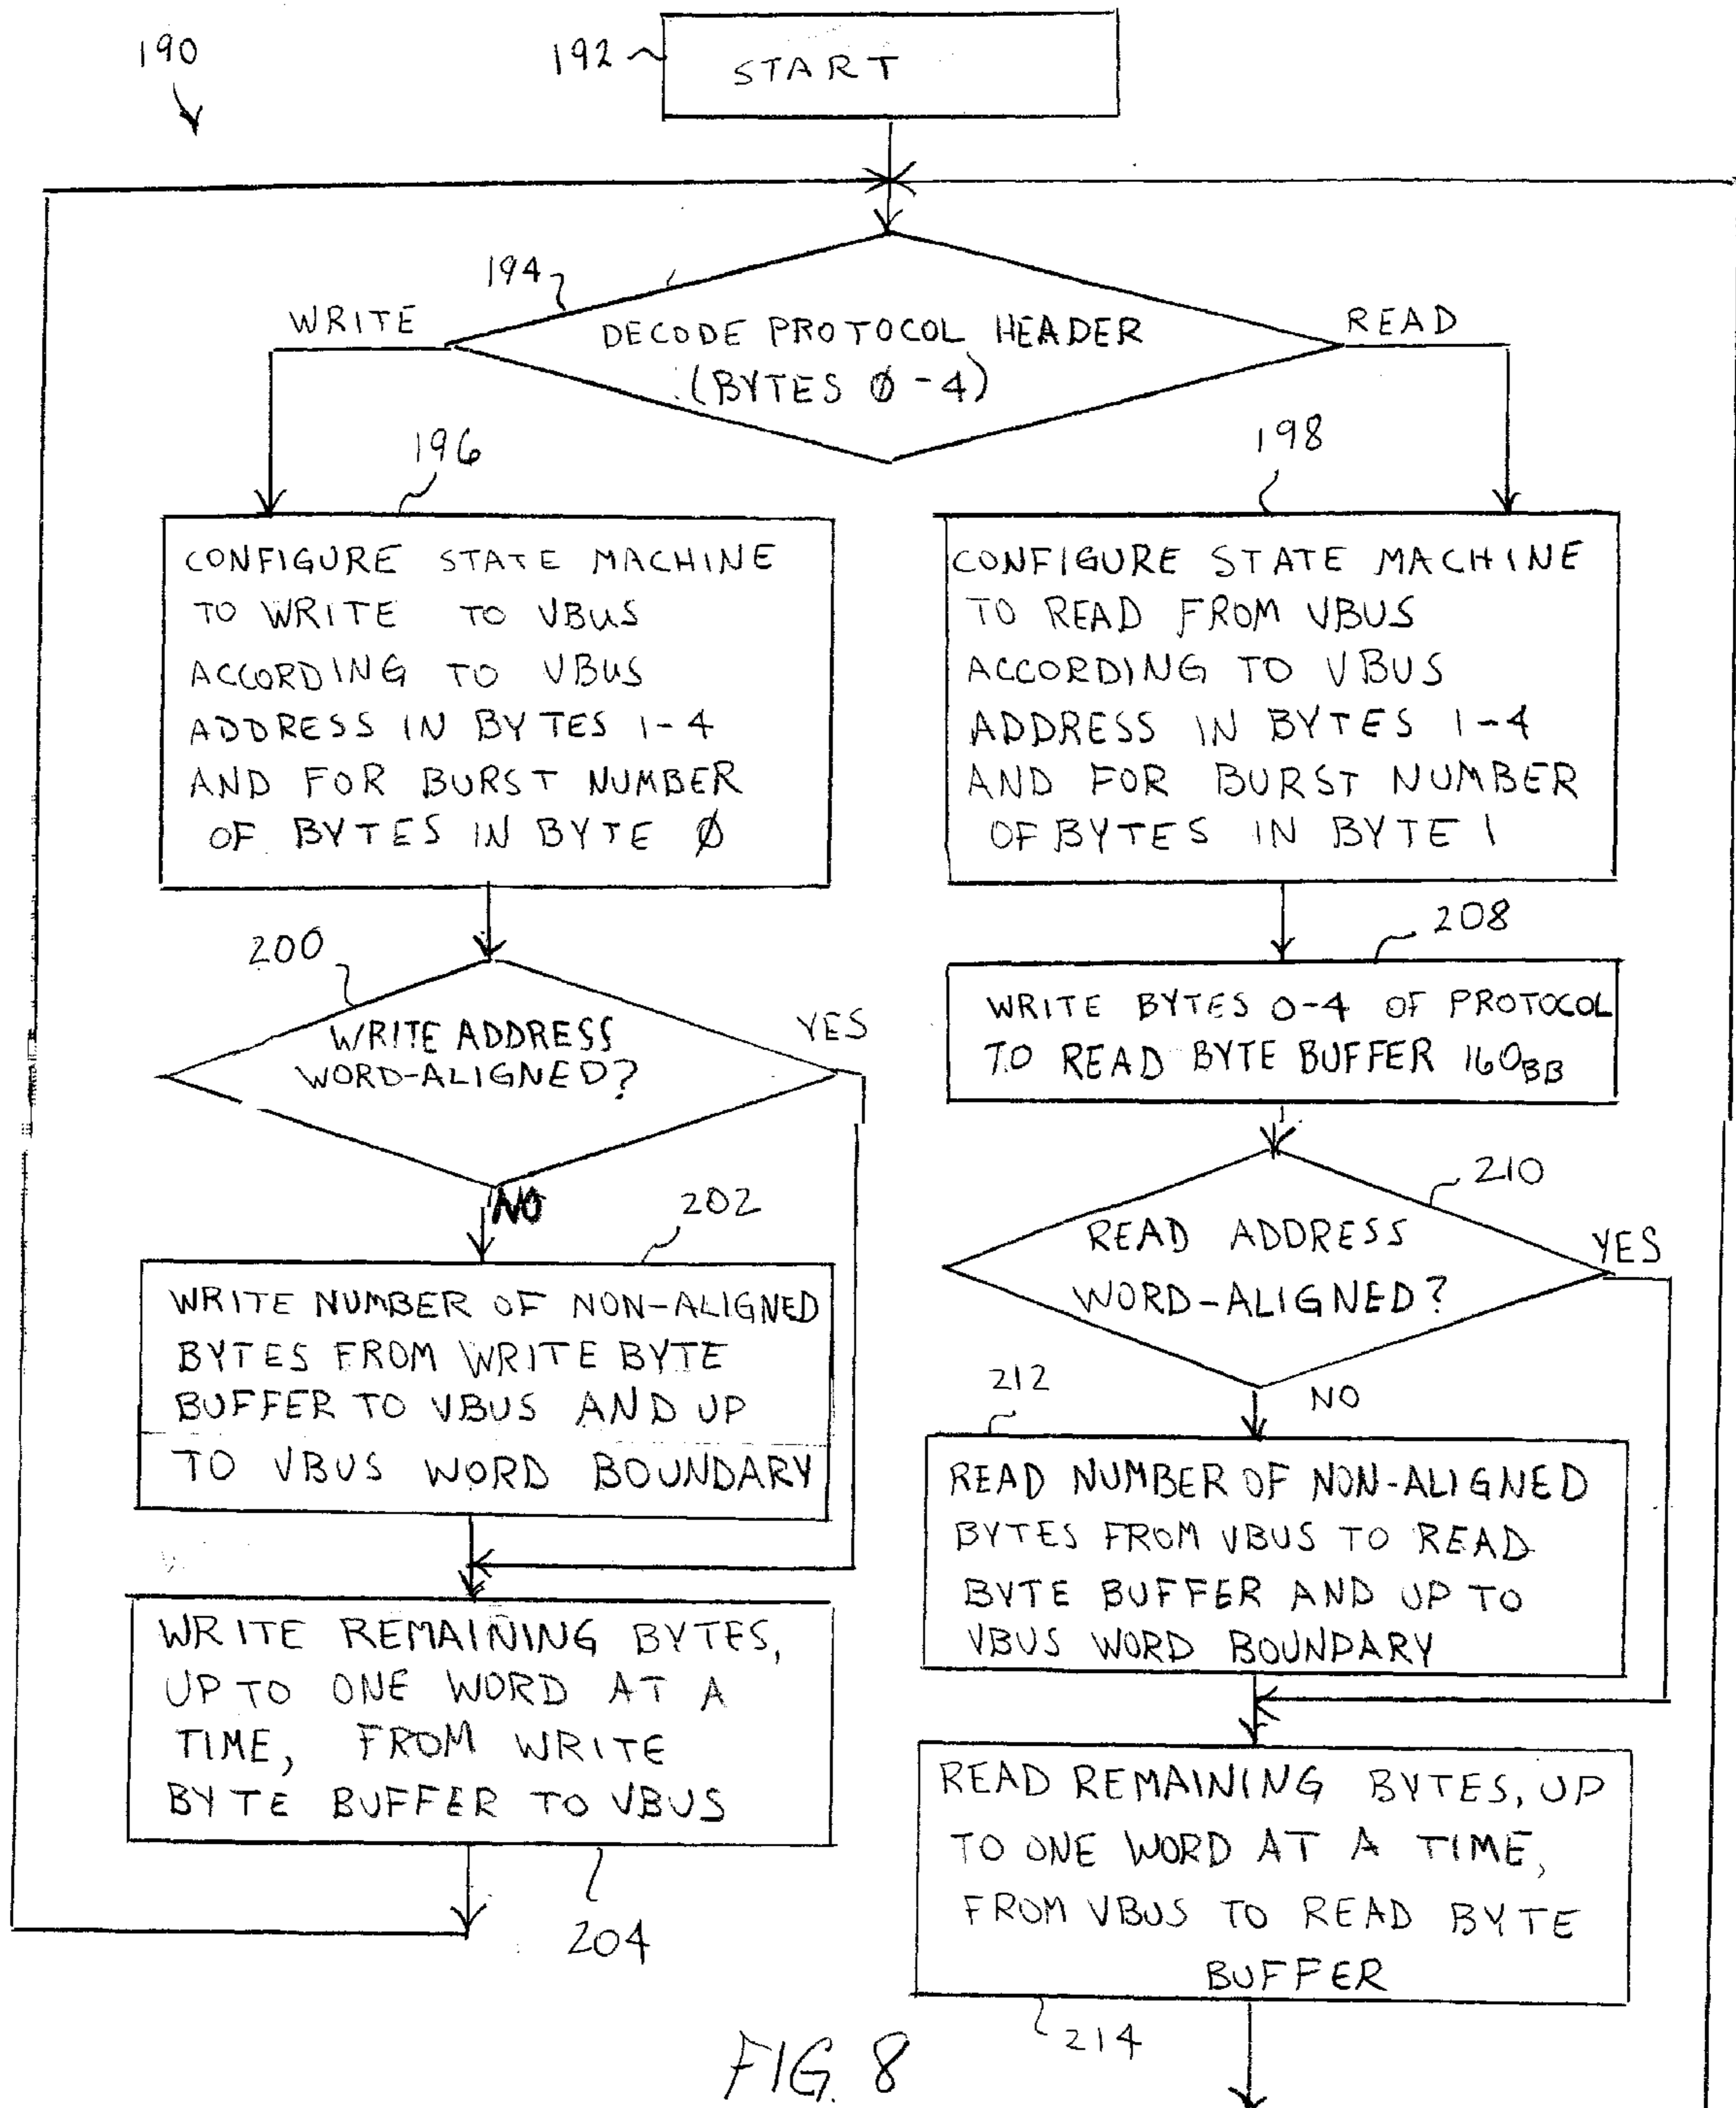 190
192
START
194
WRITE
DECODE PROTOCOL HEADER
(BYTES Ø-4)
READ
196
CONFIGURE STATE MACHINE
TO WRITE TO VBUS
ACCORDING TO VBUS
ADDRESS IN BYTES 1-4
AND FOR BURST NUMBER
OF BYTES IN BYTE Ø
198
CONFIGURE STATE MACHINE
TO READ FROM VBUS
ACCORDING TO VBUS
ADDRESS IN BYTES 1-4
AND FOR BURST NUMBER
OF BYTES IN BYTE 1
200
WRITE ADDRESS
WORD-ALIGNED?
YES
NO
208
WRITE BYTES 0-4 OF PROTOCOL
TO READ BYTE BUFFER 160BB
202
WRITE NUMBER OF NON-ALIGNED
BYTES FROM WRITE BYTE
BUFFER TO VBUS AND UP
TO VBUS WORD BOUNDARY
210
READ ADDRESS
WORD-ALIGNED?
YES
NO
212
READ NUMBER OF NON-ALIGNED
BYTES FROM VBUS TO READ
BYTE BUFFER AND UP TO
VBUS WORD BOUNDARY
WRITE REMAINING BYTES,
UP TO ONE WORD AT A
TIME, FROM WRITE
BYTE BUFFER TO VBUS
204
READ REMAINING BYTES, UP
TO ONE WORD AT A TIME,
FROM VBUS TO READ BYTE
BUFFER
214
FIG. 8